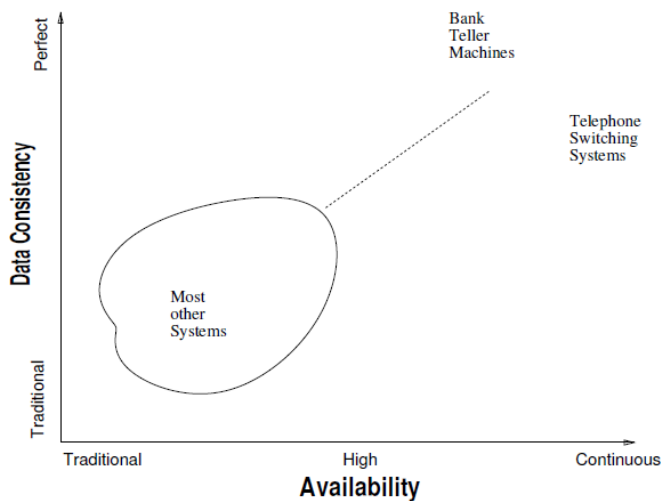 Bank
Teller
Machines
Perfect
Telephone
Switching
Systems
Data Consistency
Most
other
Systems
Traditional
Traditional
High
Continuous
Availability